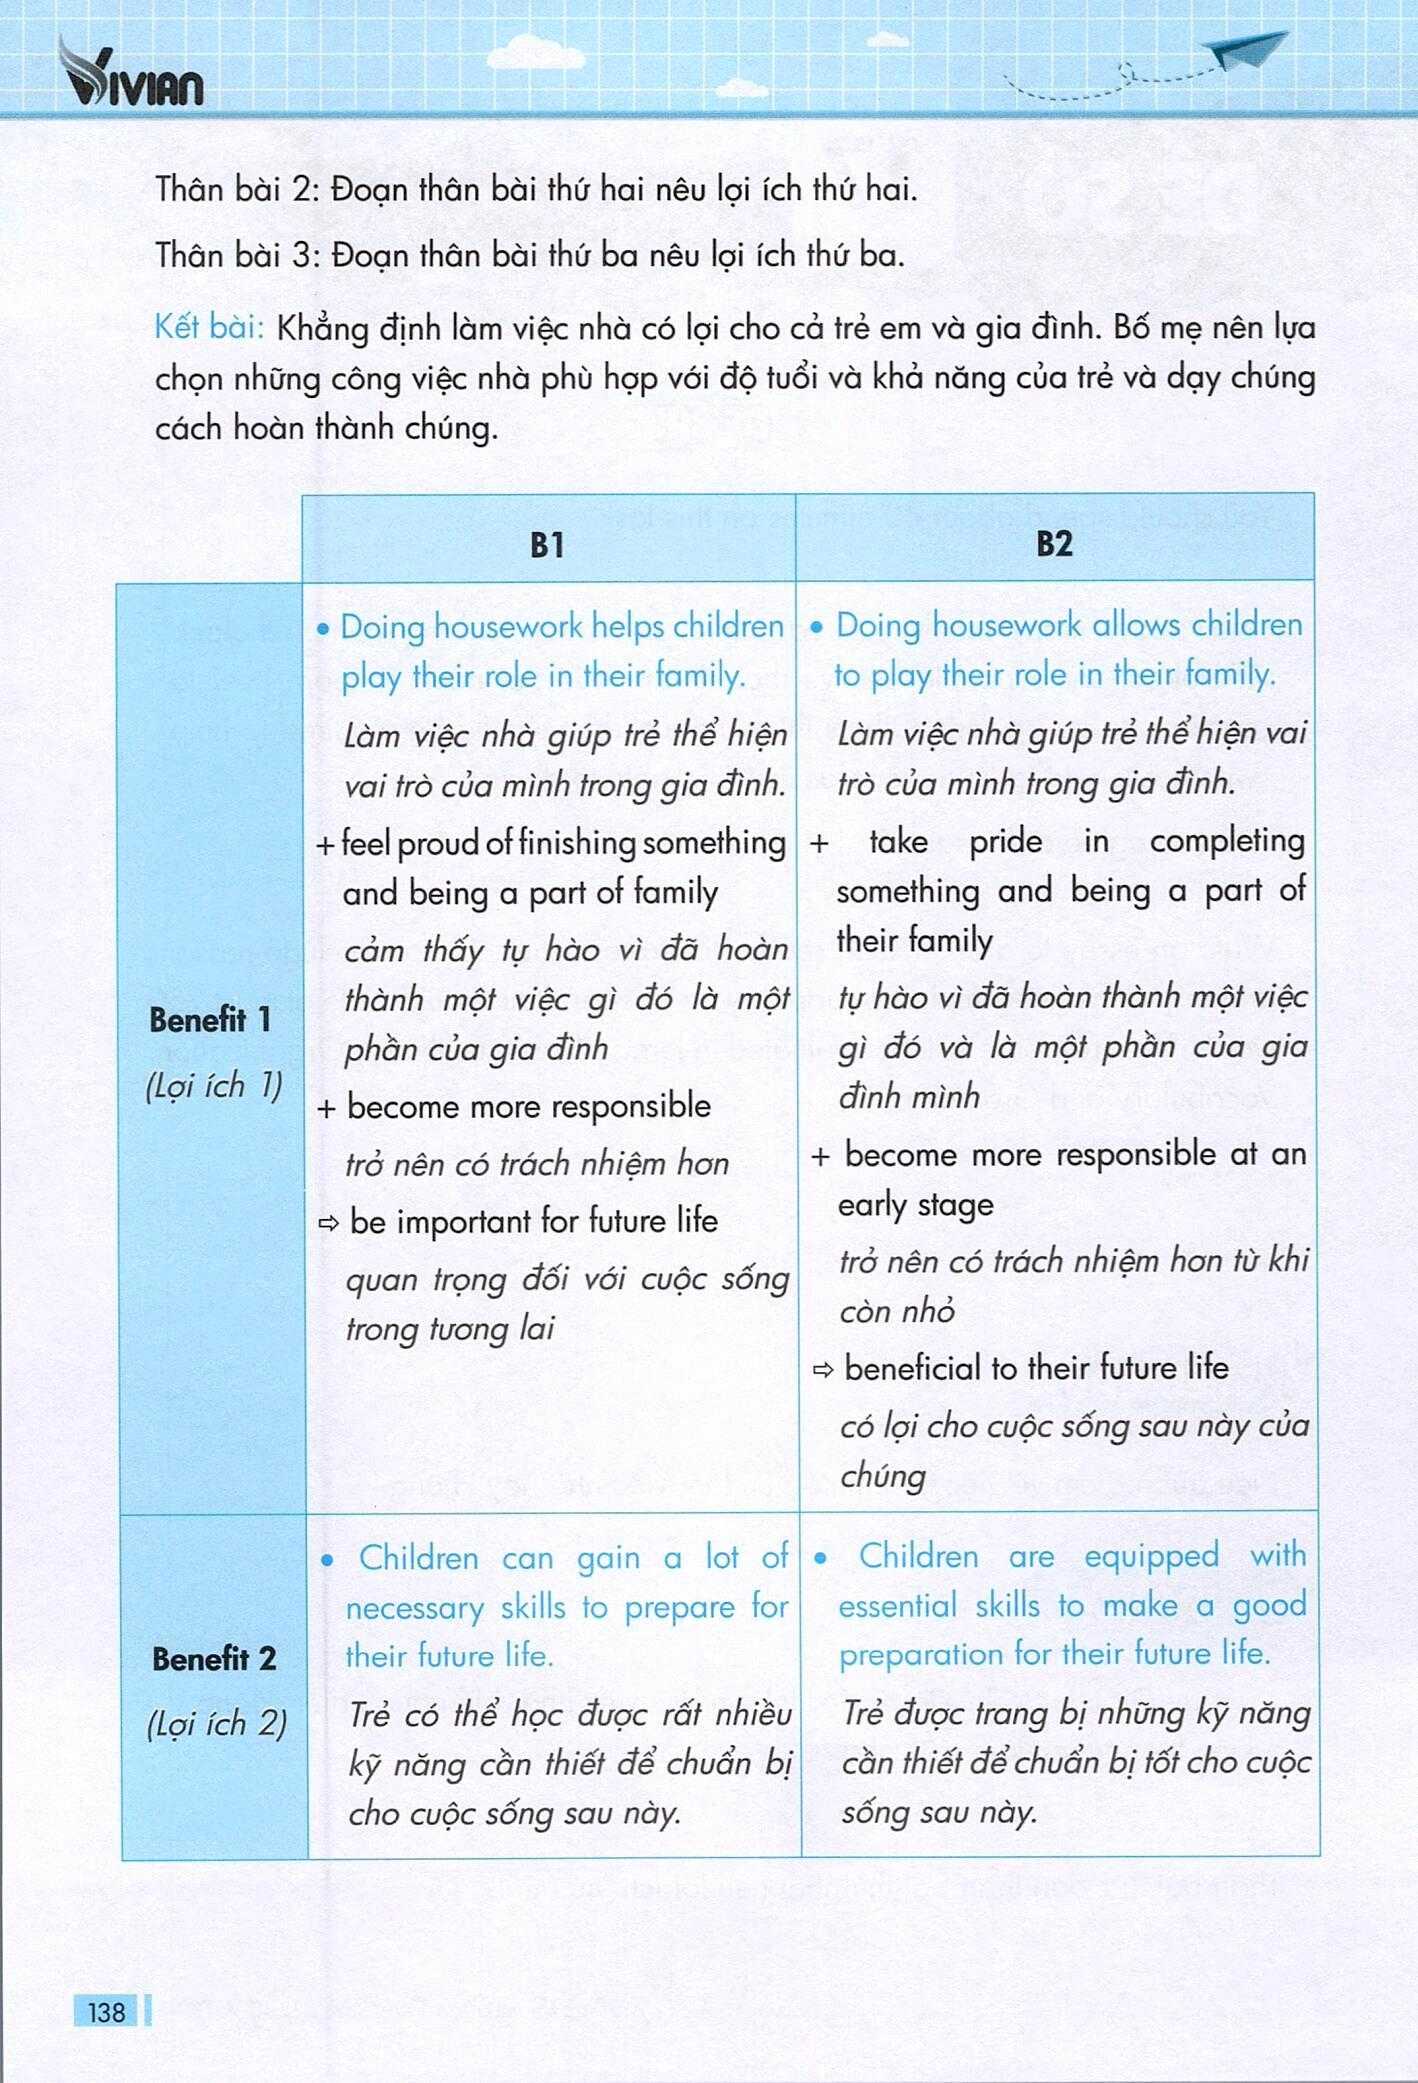 VIVIAN
Thân bài 2: Đoạn thân bài thứ hai nêu lợi ích thứ hai.
Thân bài 3: Đoạn thân bài thứ ba nêu lợi ích thứ ba.
Kết bài: Khẳng định làm việc nhà có lợi cho cả trẻ em và gia đình. Bố mẹ nên lựa
chọn những công việc nhà phù hợp với độ tuổi và khả năng của trẻ và dạy chúng
cách hoàn thành chúng.
B1
B2
Benefit 1
(Lợi ích 1)
• Doing housework helps children
play their role in their family.
Làm việc nhà giúp trẻ thể hiện
vai trò của mình trong gia đình.
+ feel proud of finishing something
and being a part of family
cảm thấy tự hào vì đã hoàn
thành một việc gì đó là một
phần của gia đình
+ become more responsible
trở nên có trách nhiệm hơn
⇨ be important for future life
quan trọng đối với cuộc sống
trong tương lai
• Doing housework allows children
to play their role in their family.
Làm việc nhà giúp trẻ thể hiện vai
trò của mình trong gia đình.
+ take pride in completing
something and being a part of
their family
tự hào vì đã hoàn thành một việc
gì đó và là một phần của gia
đình mình
+ become more responsible at an
early stage
trở nên có trách nhiệm hơn từ khi
còn nhỏ
⇨ beneficial to their future life
có lợi cho cuộc sống sau này của
chúng
Benefit 2
(Lợi ích 2)
• Children can gain a lot of
necessary skills to prepare for
their future life.
Trẻ có thể học được rất nhiều
kỹ năng cần thiết để chuẩn bị
cho cuộc sống sau này.
• Children are equipped with
essential skills to make a good
preparation for their future life.
Trẻ được trang bị những kỹ năng
cần thiết để chuẩn bị tốt cho cuộc
sống sau này.
138